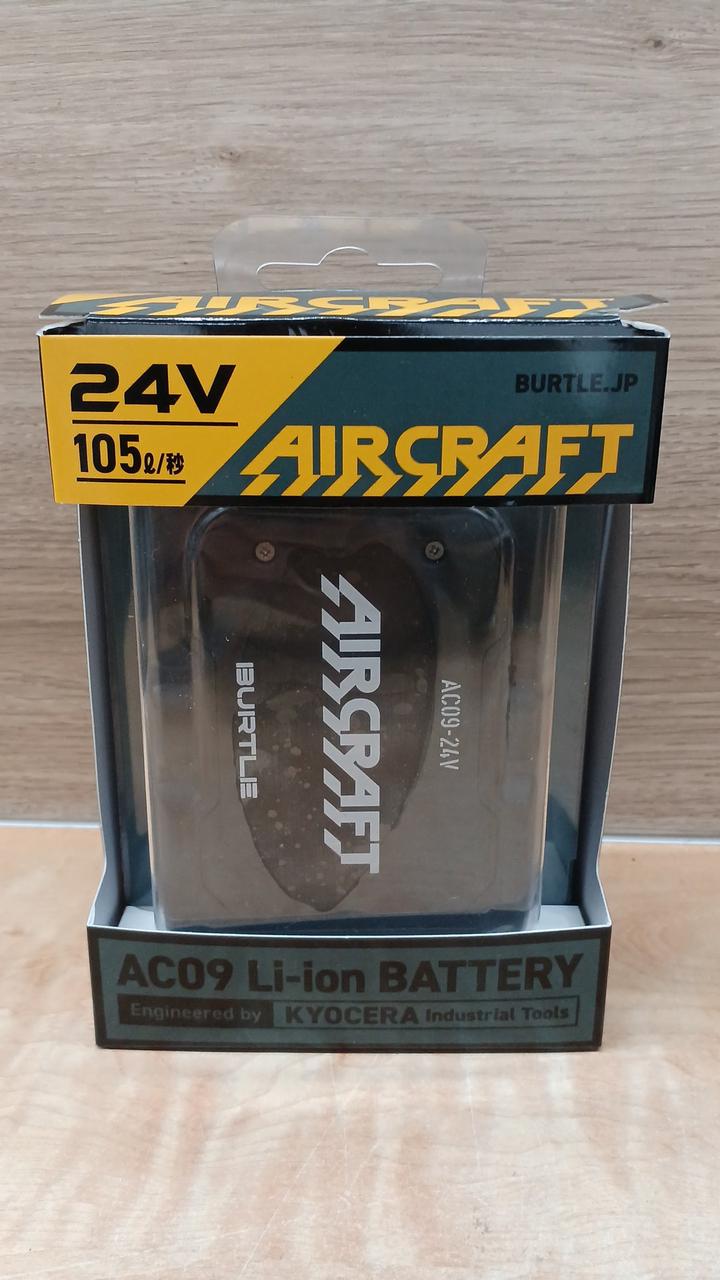 AIRCRAFT
24V
105ℓ/秒
BURTLE.JP
AIRCRAFT
AIRCRAFT
BURTLE
AC09-24V
AC09 Li-ion BATTERY
Engineered by KYOCERA Industrial Tools